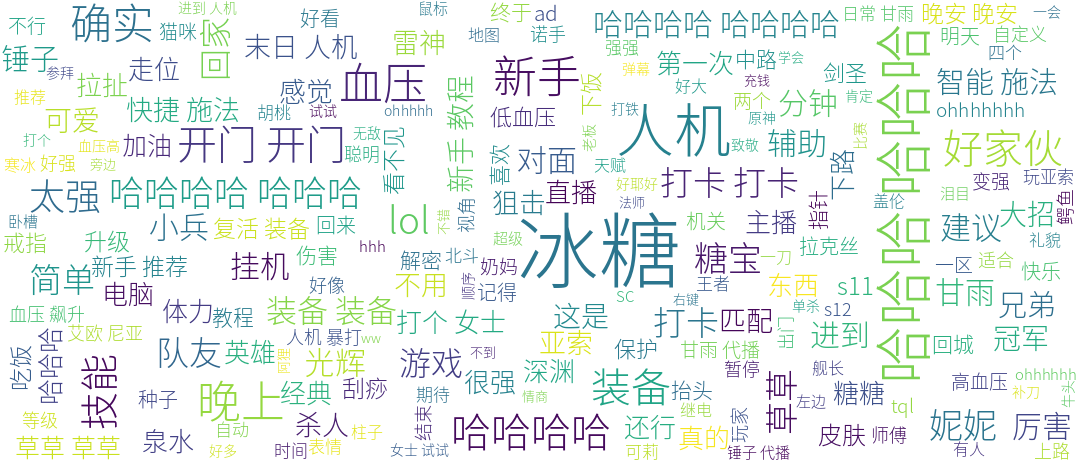 进到 人机
鼠标
不行
猫咪
好看
终于
ad
哈哈哈哈 哈哈哈哈
日常 甘雨
晚安 晚安
一会
确实
末日 人机
雷神
地图
诺手
强强
明天
自定义
锤子
参拜
走位
回家
弹幕
第一次
中路
学会
剑圣
四个
智能 施法
推荐
拉扯
感觉
血压
新手
下饭
充钱
好大
两个
分钟
肯定
哈哈哈哈 哈哈哈
可爱
快捷 施法
胡桃
试试
ohhhhh
低血压
打铁
原神
ohhhhhhh
打个
血压高
加油
开门 开门
无敌
聪明
看不见
新手 教程
老板
人机
致敬
辅助
比赛
好家伙
寒冰
好强
旁边
喜欢
对面
天赋
下路
太强
哈哈哈哈 哈哈哈
直播
好耶好
打卡 打卡
盖伦
变强
泪目
玩亚索
卧槽
小兵
复活 装备
回来
lol
不错
视角
狙击
法师
机关
主播
指针
建议
大招
礼貌
鳄鱼
戒指
升级
伤害
hhh
解密
北斗
超级
冰糖
糖宝
一刀
拉克丝
一区
适合
快乐
简单
新手 推荐
挂机
好像
不用
顺序
奶妈
记得
SC
王者
右键
东西
单杀
s11
甘雨
兄弟
电脑
体力
教程
装备 装备
打个 女士
这是
打卡
匹配
s12
出门
进到
冠军
血压 飙升
艾欧 尼亚
人机 暴打
ww
亚索
保护
甘雨 代播
回城
吃饭
哈哈哈
队友
英雄
阿狸
光辉
游戏
不到
深渊
暂停
舰长
高血压
ohhhhhh
技能
种子
晚上
经典
刮痧
期待
很强
情商
装备
抬头
草草
左边
糖糖
tql
补刀
牛头
等级
自动
杀人
柱子
结束
哈哈哈哈
还行
继电
玩家
皮肤
师傅
妮妮
厉害
草草 草草
泉水
好多
时间
表情
女士 试试
可莉
真的
锤子 代播
有人
上路